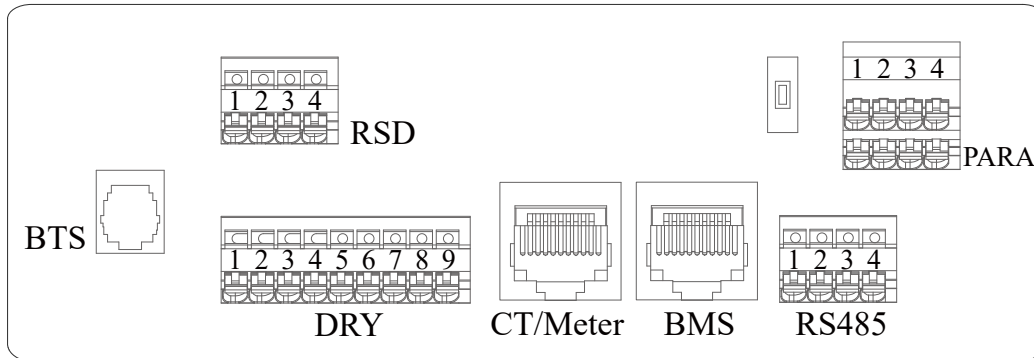 1 2 3 4
1 2 3 4
RSD
PARA
BTS
1 2 3 4 5 6 7 8 9
1 2 3 4
DRY
CT/Meter
BMS
RS485